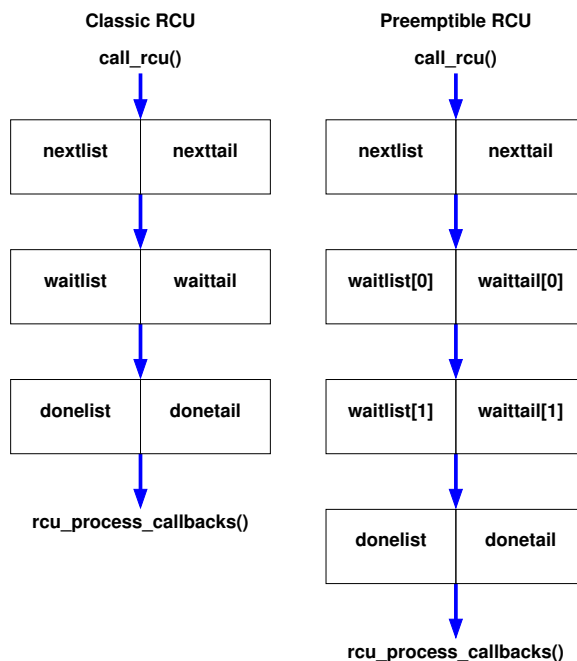 Classic RCU
call_rcu()
nextlist nexttail
waitlist waittail
donelist donetail
rcu_process_callbacks()
Preemptible RCU
call_rcu()
nextlist nexttail
waitlist[0] waittail[0]
waitlist[1] waittail[1]
donelist donetail
rcu_process_callbacks()